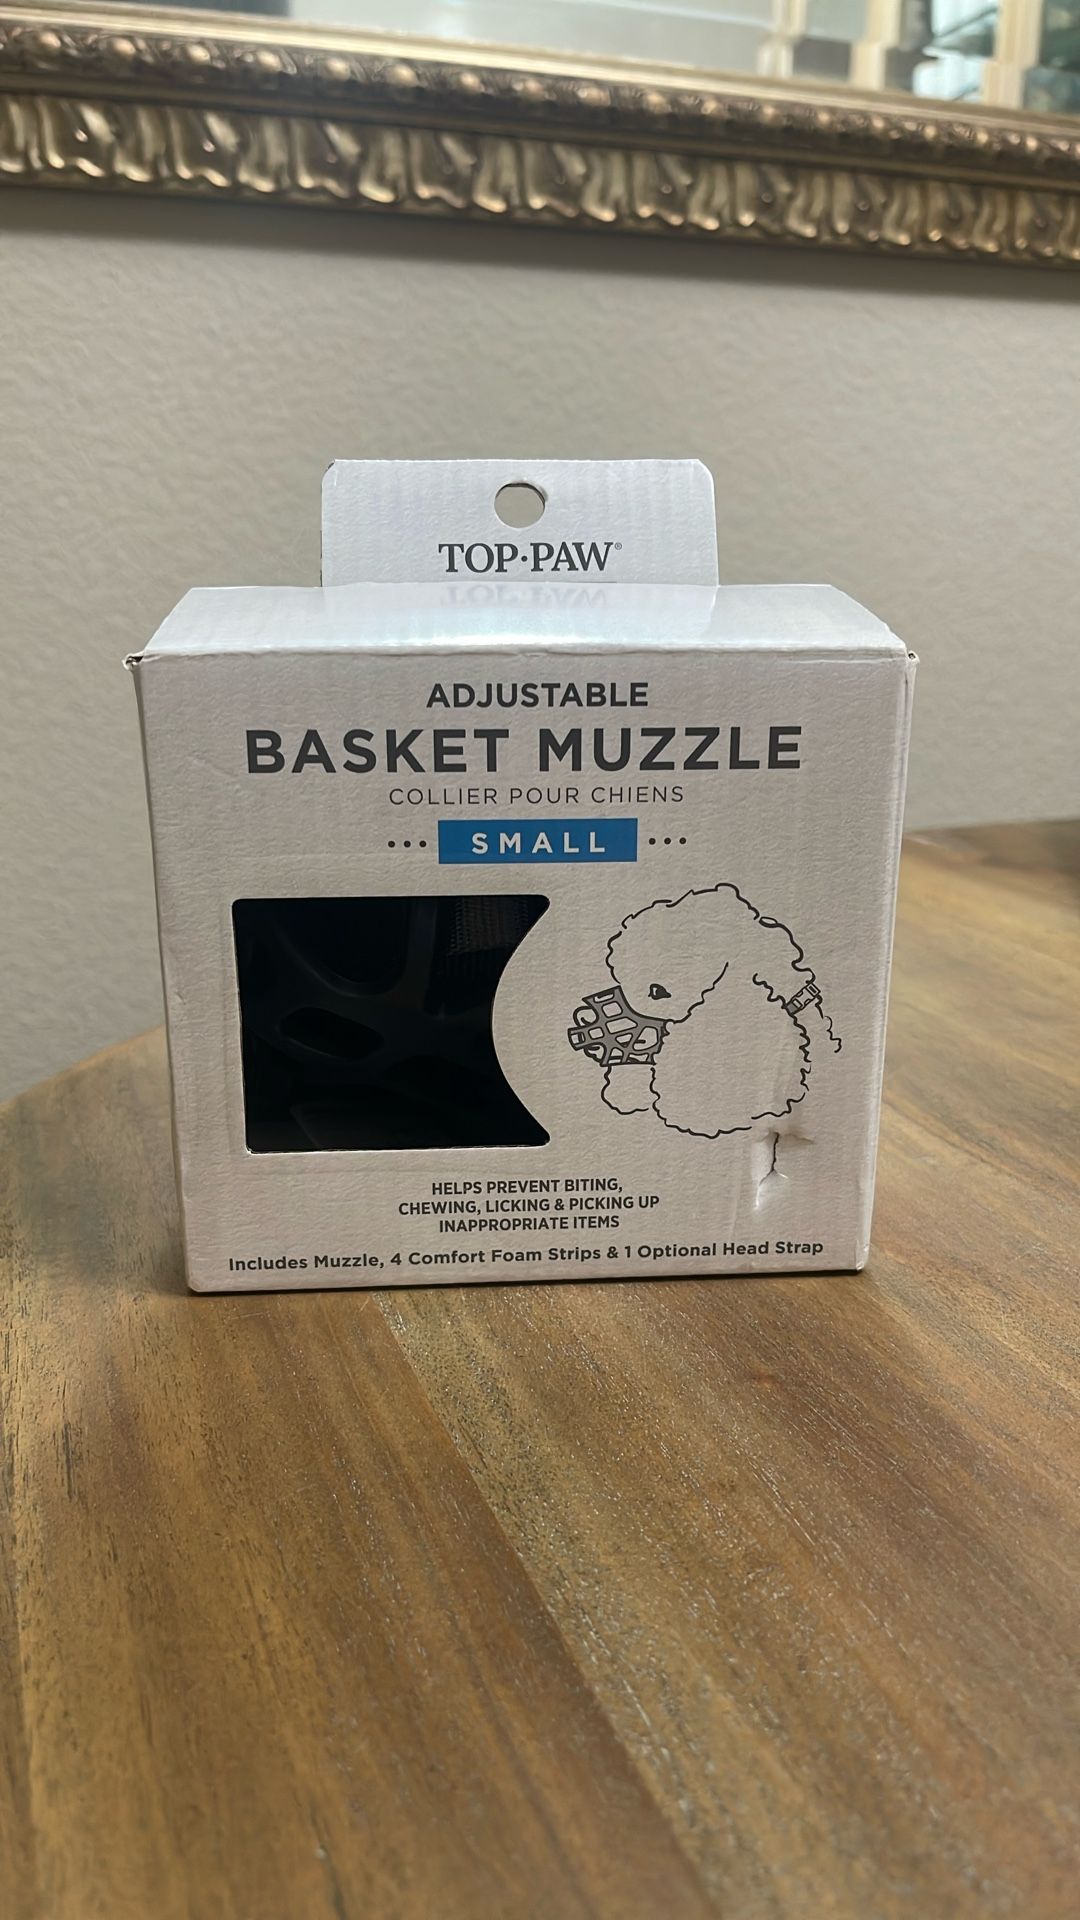 TOP•PAW®
ADJUSTABLE
BASKET MUZZLE
COLLIER POUR CHIENS
••• SMALL •••
HELPS PREVENT BITING,
CHEWING, LICKING & PICKING UP
INAPPROPRIATE ITEMS
Includes Muzzle, 4 Comfort Foam Strips & 1 Optional Head Strap